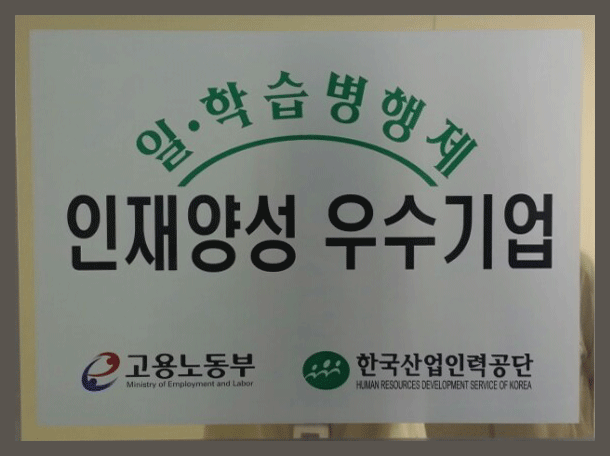 일·학습병행제
인재양성 우수기업
고용노동부
Ministry of Employment and Labor
한국산업인력공단
HUMAN RESOURCES DEVELOPMENT SERVICE OF KOREA